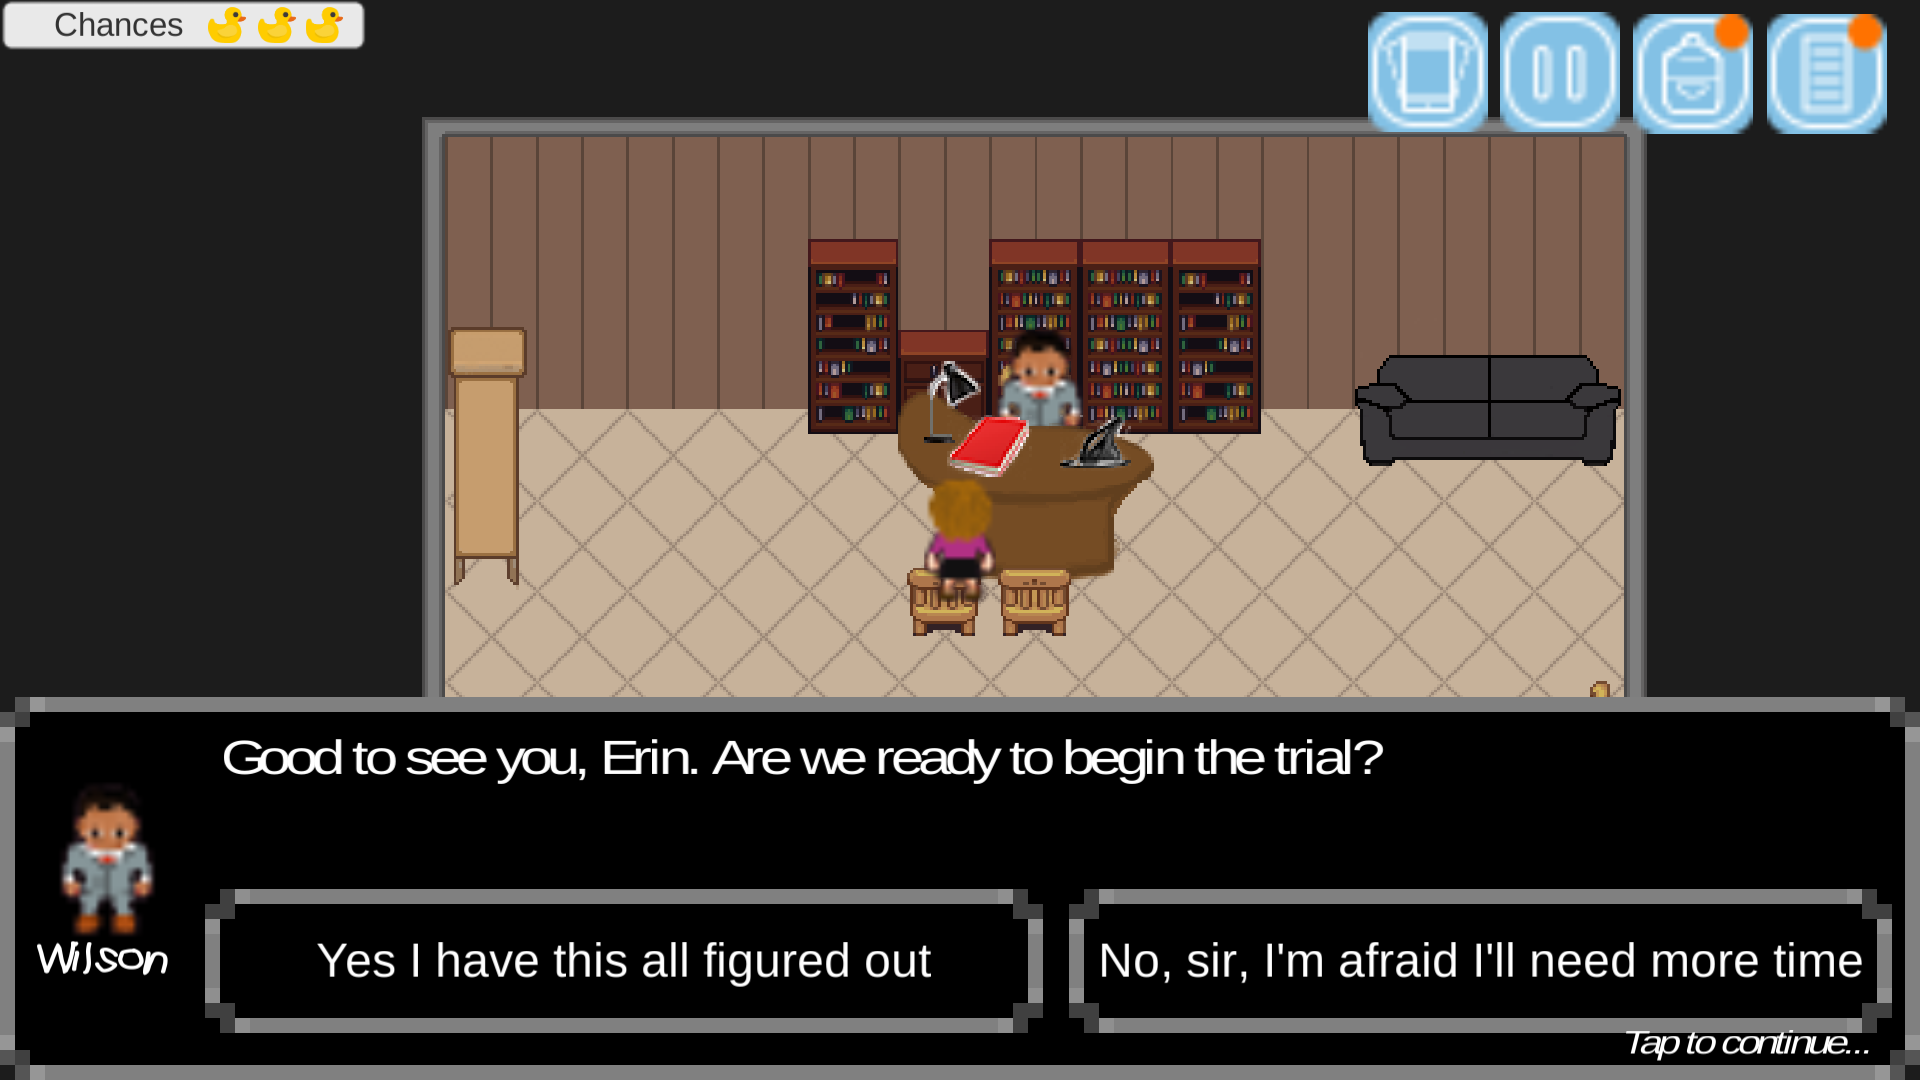 Chances
Good to see you, Erin. Are we ready to begin the trial?
Wilson
Yes I have this all figured out
No, sir, I'm afraid I'll need more time
Tap to continue...